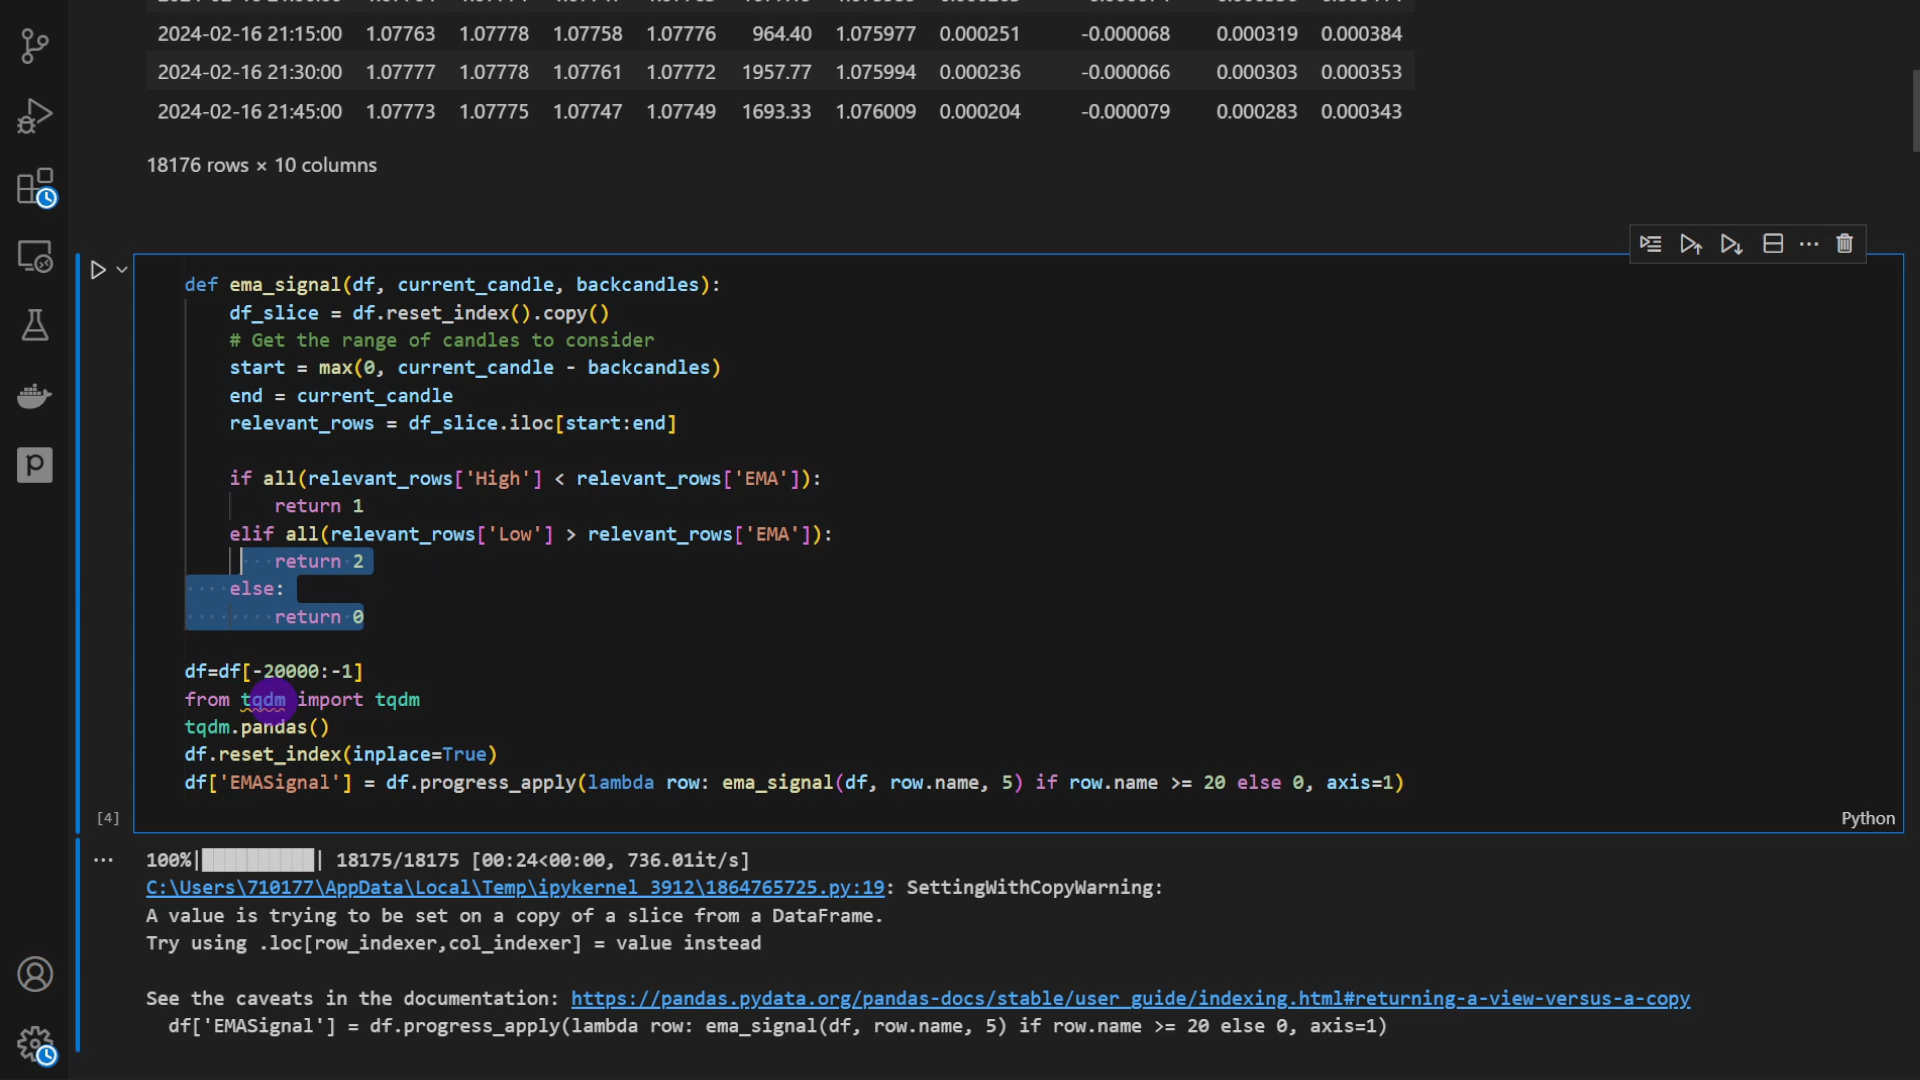 2024-02-16 21:15:00 1.07763 1.07778 1.07758 1.07776 964.40 1.075977 0.000251 -0.000068 0.000319 0.000384
2024-02-16 21:30:00 1.07777 1.07778 1.07761 1.07772 1957.77 1.075994 0.000236 -0.000066 0.000303 0.000353
2024-02-16 21:45:00 1.07773 1.07775 1.07747 1.07749 1693.33 1.076009 0.000204 -0.000079 0.000283 0.000343
18176 rows × 10 columns
def ema_signal(df, current_candle, backcandles):
    df_slice = df.reset_index().copy()
    # Get the range of candles to consider
    start = max(0, current_candle - backcandles)
    end = current_candle
    relevant_rows = df_slice.iloc[start:end]
    if all(relevant_rows['High'] < relevant_rows['EMA']):
        return 1
    elif all(relevant_rows['Low'] > relevant_rows['EMA']):
        return 2
    else:
        return 0
df=df[-20000:-1]
from tqdm import tqdm
tqdm.pandas()
df.reset_index(inplace=True)
df['EMASignal'] = df.progress_apply(lambda row: ema_signal(df, row.name, 5) if row.name >= 20 else 0, axis=1)
[4]
Python
100%|██████████| 18175/18175 [00:24<00:00, 736.01it/s]
C:\Users\710177\AppData\Local\Temp\ipykernel_3912\1864765725.py:19: SettingWithCopyWarning:
A value is trying to be set on a copy of a slice from a DataFrame.
Try using .loc[row_indexer,col_indexer] = value instead
See the caveats in the documentation: https://pandas.pydata.org/pandas-docs/stable/user_guide/indexing.html#returning-a-view-versus-a-copy
  df['EMASignal'] = df.progress_apply(lambda row: ema_signal(df, row.name, 5) if row.name >= 20 else 0, axis=1)